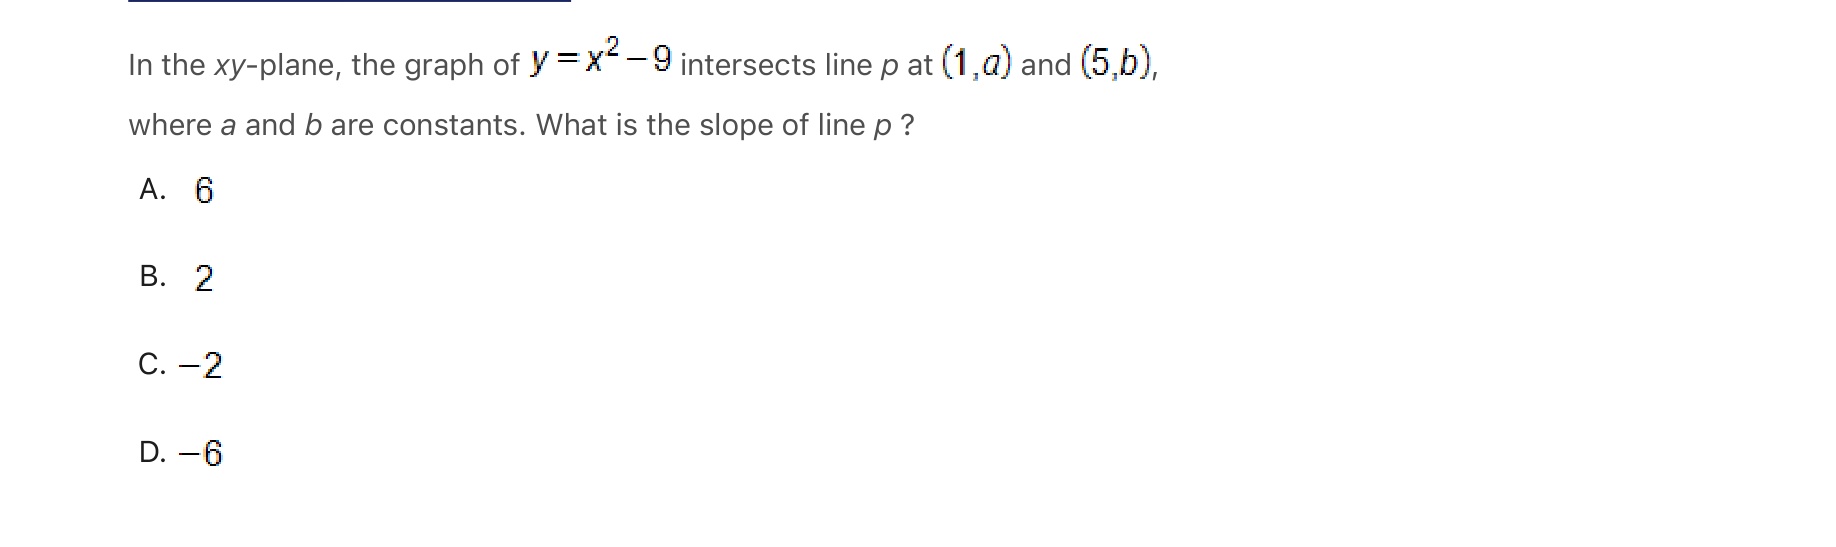 In the xy-plane, the graph of y = x² − 9 intersects line p at (1,a) and (5,b),
where a and b are constants. What is the slope of line p ?
A. 6
B. 2
C. −2
D. −6